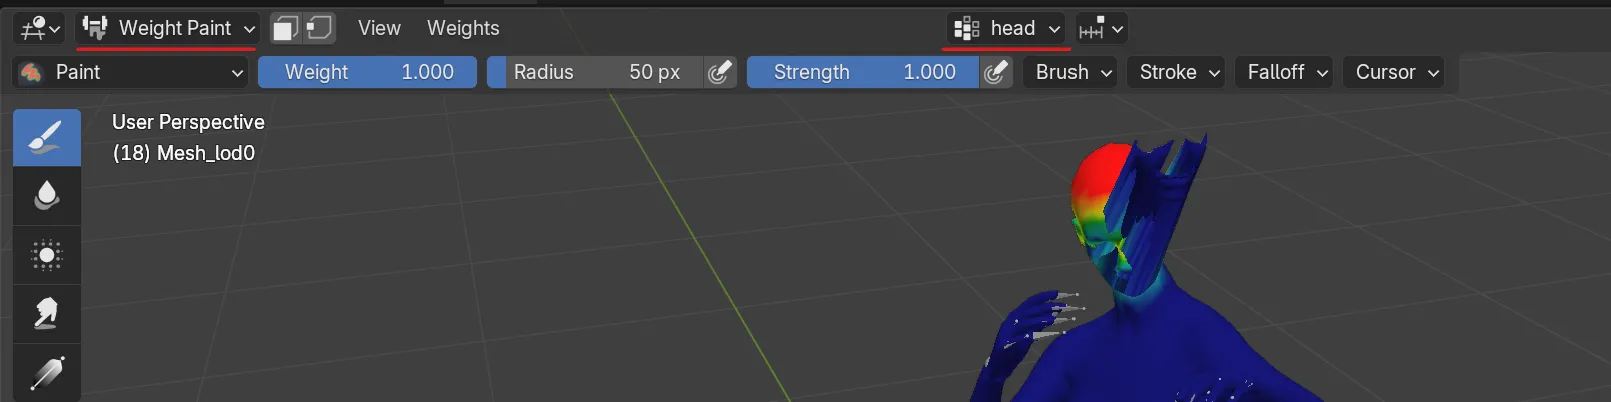 Weight Paint View Weights head
Paint Weight 1.000 Radius 50 px Strength 1.000 Brush Stroke Falloff Cursor
User Perspective
(18) Mesh_lod0